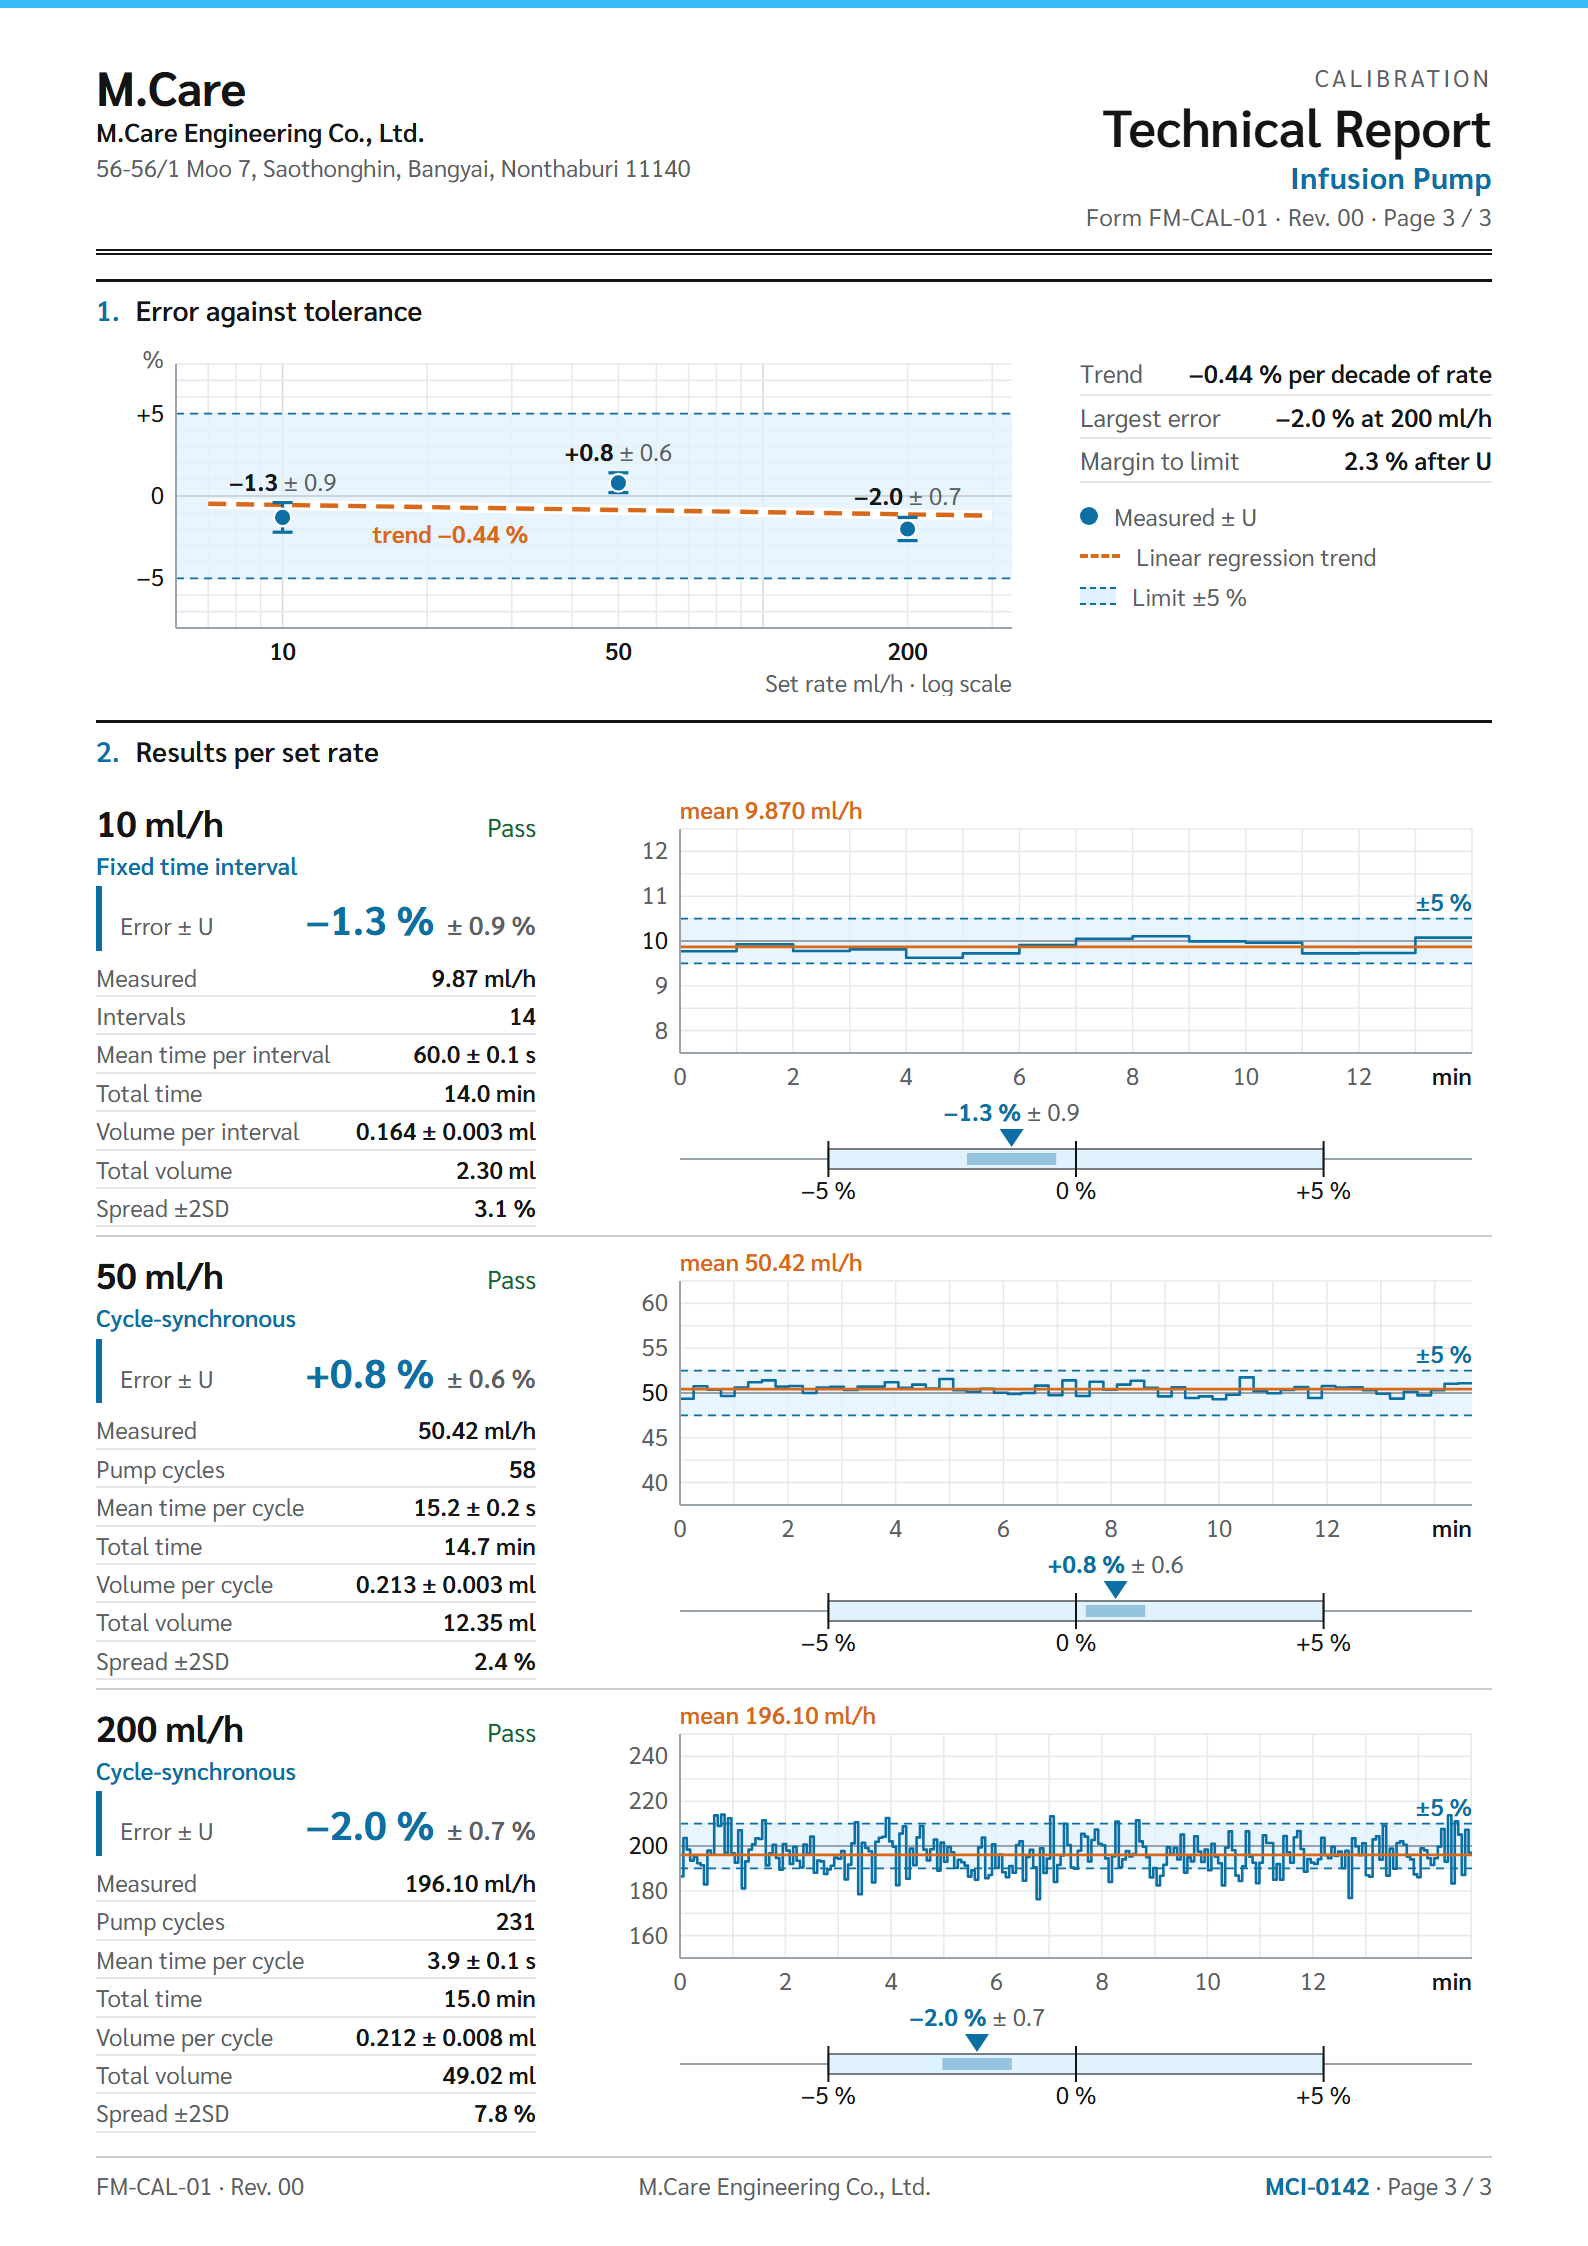 M.Care
M.Care Engineering Co., Ltd.
56-56/1 Moo 7, Saothonghin, Bangyai, Nonthaburi 11140
CALIBRATION
Technical Report
Infusion Pump
Form FM-CAL-01 · Rev. 00 · Page 3 / 3
1. Error against tolerance
%
+5
0
−5
−1.3 ± 0.9
+0.8 ± 0.6
−2.0 ± 0.7
trend −0.44 %
10 50 200
Set rate ml/h · log scale
Trend −0.44 % per decade of rate
Largest error −2.0 % at 200 ml/h
Margin to limit 2.3 % after U
Measured ± U
Linear regression trend
Limit ±5 %
2. Results per set rate
10 ml/h Pass
Fixed time interval
Error ± U −1.3 % ± 0.9 %
Measured 9.87 ml/h
Intervals 14
Mean time per interval 60.0 ± 0.1 s
Total time 14.0 min
Volume per interval 0.164 ± 0.003 ml
Total volume 2.30 ml
Spread ±2SD 3.1 %
mean 9.870 ml/h
12
11
10
9
8
±5 %
0 2 4 6 8 10 12 min
−1.3 % ± 0.9
−5 % 0 % +5 %
50 ml/h Pass
Cycle-synchronous
Error ± U +0.8 % ± 0.6 %
Measured 50.42 ml/h
Pump cycles 58
Mean time per cycle 15.2 ± 0.2 s
Total time 14.7 min
Volume per cycle 0.213 ± 0.003 ml
Total volume 12.35 ml
Spread ±2SD 2.4 %
mean 50.42 ml/h
60
55
50
45
40
±5 %
0 2 4 6 8 10 12 min
+0.8 % ± 0.6
−5 % 0 % +5 %
200 ml/h Pass
Cycle-synchronous
Error ± U −2.0 % ± 0.7 %
Measured 196.10 ml/h
Pump cycles 231
Mean time per cycle 3.9 ± 0.1 s
Total time 15.0 min
Volume per cycle 0.212 ± 0.008 ml
Total volume 49.02 ml
Spread ±2SD 7.8 %
mean 196.10 ml/h
240
220
200
180
160
±5 %
0 2 4 6 8 10 12 min
−2.0 % ± 0.7
−5 % 0 % +5 %
FM-CAL-01 · Rev. 00 M.Care Engineering Co., Ltd. MCI-0142 · Page 3 / 3